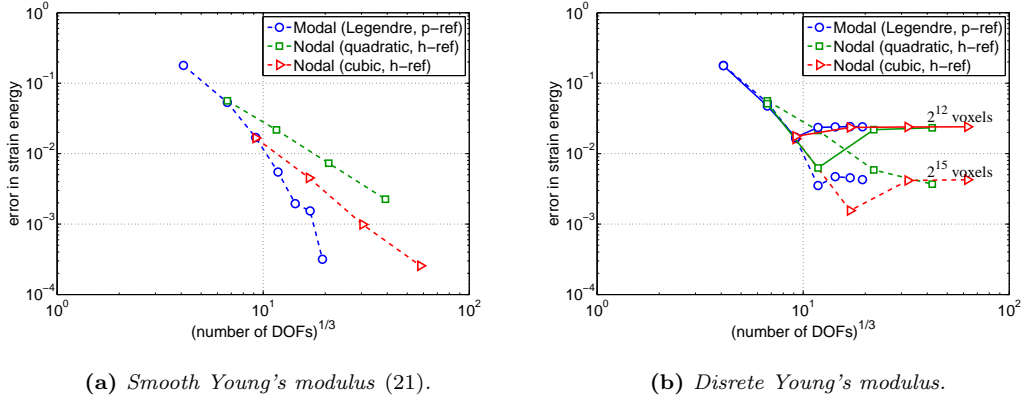 error in strain energy
10^0
10^−1
10^−2
10^−3
10^−4
10^0
10^1
10^2
(number of DOFs)^1/3
Modal (Legendre, p−ref)
Nodal (quadratic, h−ref)
Nodal (cubic, h−ref)
error in strain energy
10^0
10^−1
10^−2
10^−3
10^−4
10^0
10^1
10^2
(number of DOFs)^1/3
Modal (Legendre, p−ref)
Nodal (quadratic, h−ref)
Nodal (cubic, h−ref)
2^12 voxels
2^15 voxels
(a) Smooth Young's modulus (21).
(b) Disrete Young's modulus.